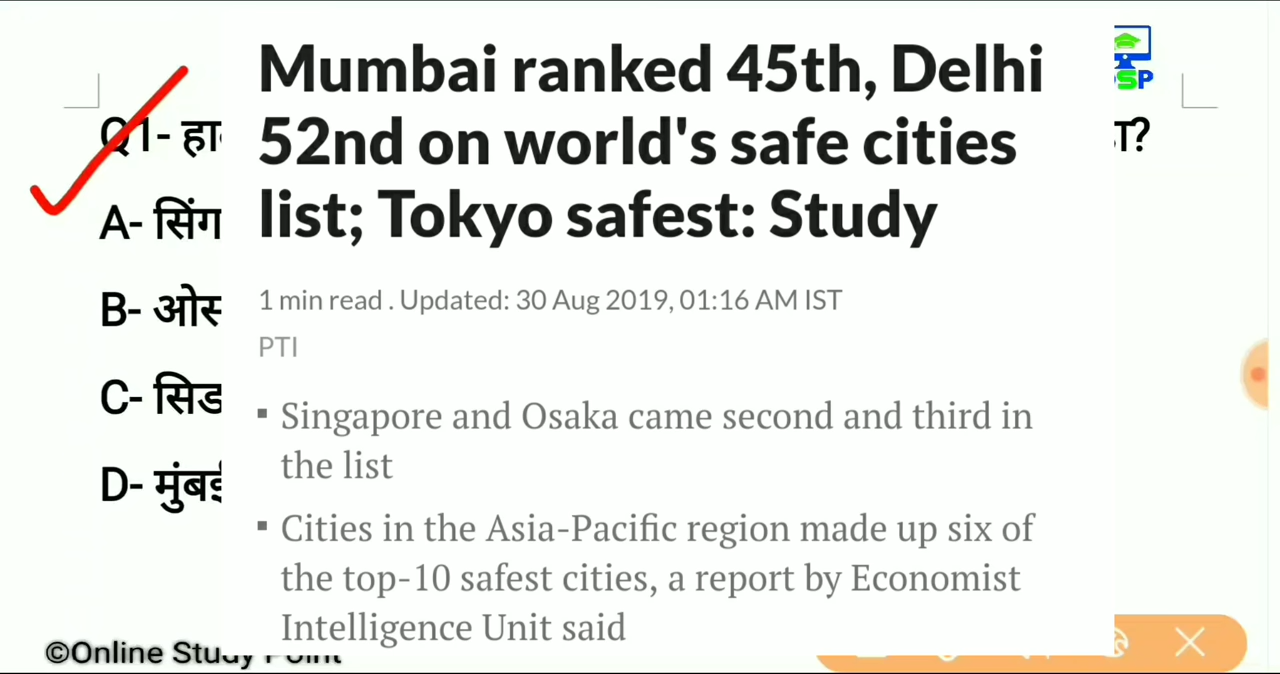 Mumbai ranked 45th, Delhi
52nd on world's safe cities
list; Tokyo safest: Study
1 min read . Updated: 30 Aug 2019, 01:16 AM IST
PTI
▪ Singapore and Osaka came second and third in
the list
▪ Cities in the Asia-Pacific region made up six of
the top-10 safest cities, a report by Economist
Intelligence Unit said
Q1-
A-
B-
C-
D- मुंबई
©Online Study Point